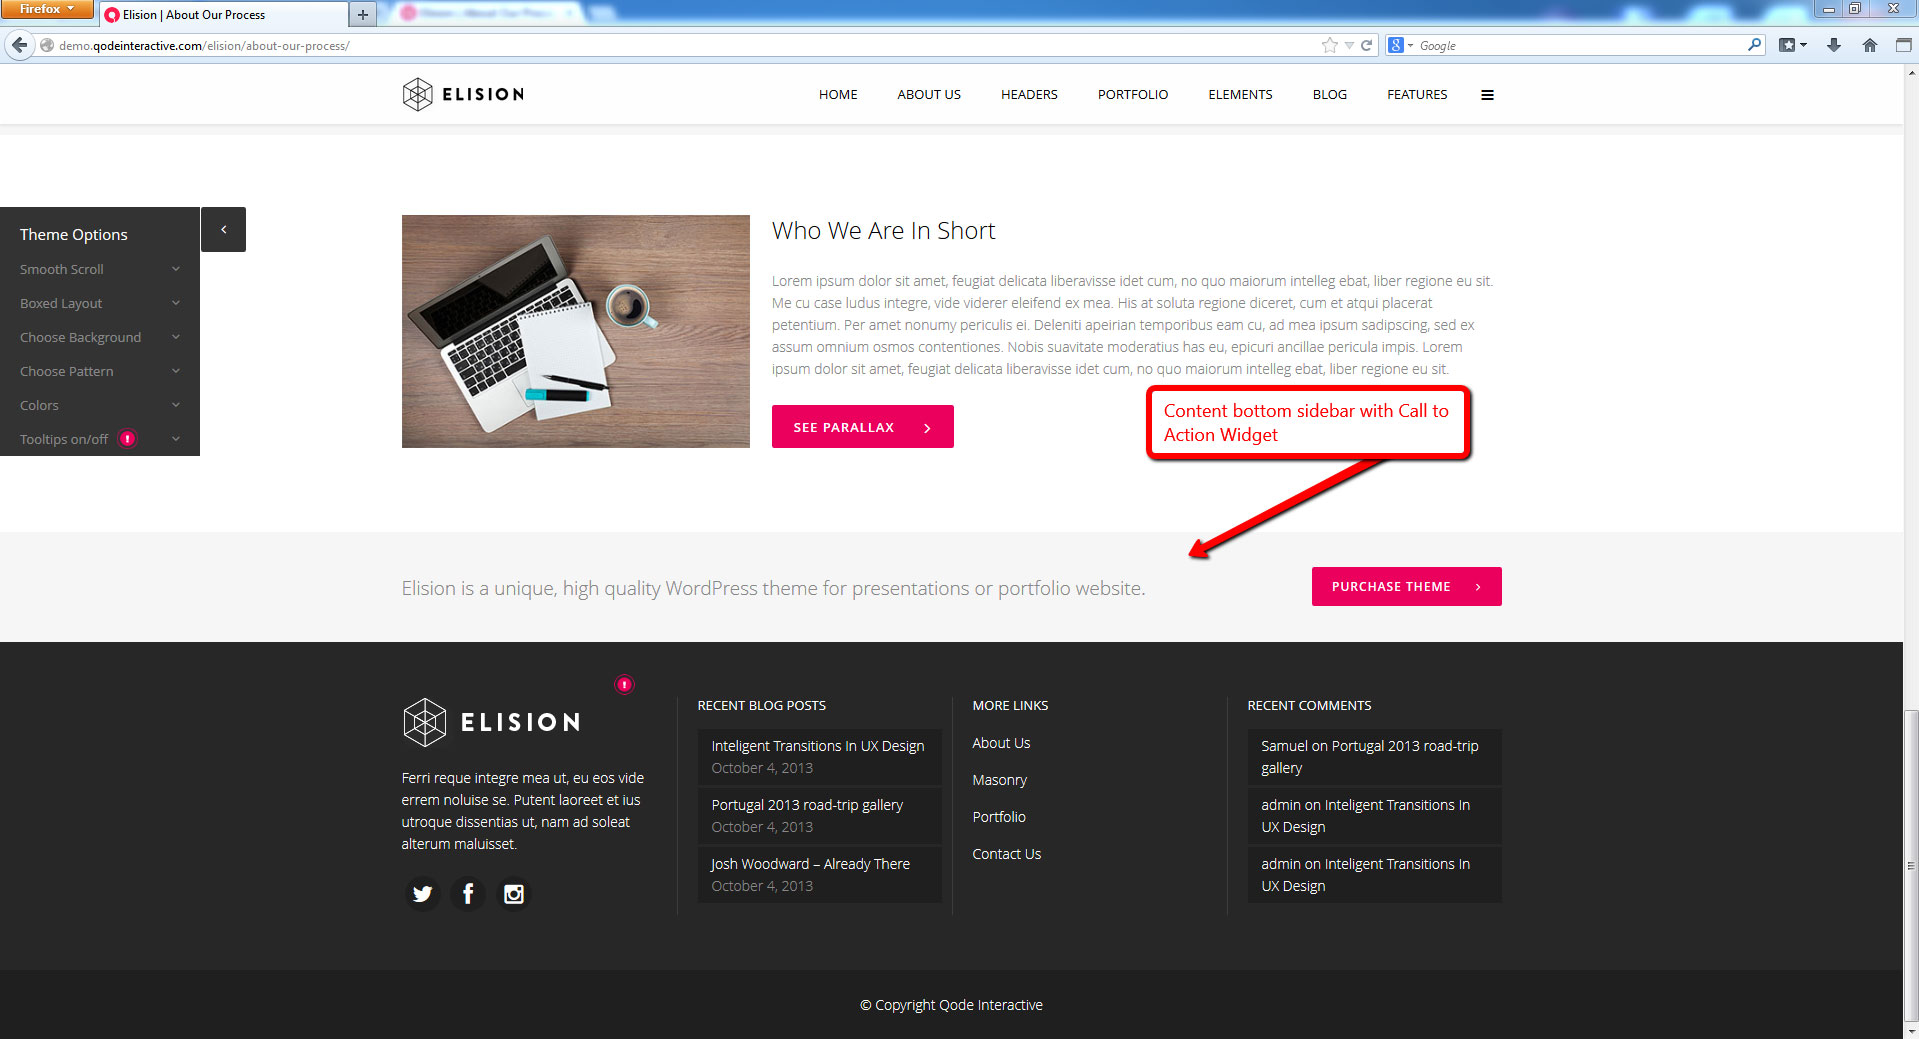 Firefox
Elision | About Our Process
demo.qodeinteractive.com/elision/about-our-process/
Google
ELISION
HOME
ABOUT US
HEADERS
PORTFOLIO
ELEMENTS
BLOG
FEATURES
Theme Options
Smooth Scroll
Boxed Layout
Choose Background
Choose Pattern
Colors
Tooltips on/off
Who We Are In Short
Lorem ipsum dolor sit amet, feugiat delicata liberavisse idet cum, no quo maiorum intelleg ebat, liber regione eu sit.
Me cu case ludus integre, vide viderer eleifend ex mea. His at soluta regione diceret, cum et atqui placerat
petentium. Per amet nonumy periculis ei. Deleniti apeirian temporibus eam cu, ad mea ipsum sadipscing, sed ex
assum omnium osmos contentiones. Nobis suavitate moderatius has eu, epicuri ancillae pericula impis. Lorem
ipsum dolor sit amet, feugiat delicata liberavisse idet cum, no quo maiorum intelleg ebat, liber regione eu sit.
SEE PARALLAX
Content bottom sidebar with Call to
Action Widget
Elision is a unique, high quality WordPress theme for presentations or portfolio website.
PURCHASE THEME
ELISION
Ferri reque integre mea ut, eu eos vide
errem noluise se. Putent laoreet et ius
utroque dissentias ut, nam ad soleat
alterum maluisset.
RECENT BLOG POSTS
Inteligent Transitions In UX Design
October 4, 2013
Portugal 2013 road-trip gallery
October 4, 2013
Josh Woodward – Already There
October 4, 2013
MORE LINKS
About Us
Masonry
Portfolio
Contact Us
RECENT COMMENTS
Samuel on Portugal 2013 road-trip
gallery
admin on Inteligent Transitions In
UX Design
admin on Inteligent Transitions In
UX Design
© Copyright Qode Interactive